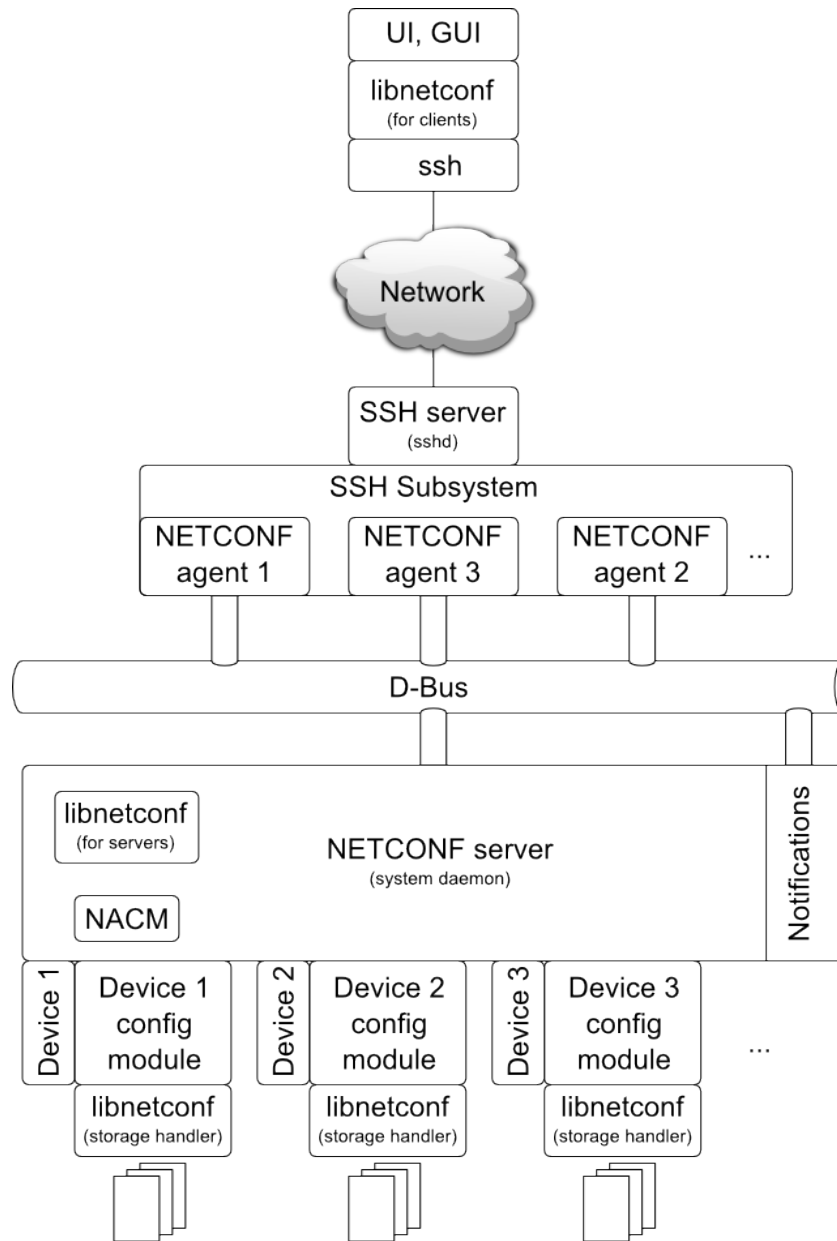 UI, GUI
libnetconf
(for clients)
ssh
Network
SSH server
(sshd)
SSH Subsystem
NETCONF
agent 1
NETCONF
agent 3
NETCONF
agent 2
...
D-Bus
libnetconf
(for servers)
NETCONF server
(system daemon)
NACM
Notifications
Device 1
Device 1
config
module
Device 2
Device 2
config
module
Device 3
Device 3
config
module
...
libnetconf
(storage handler)
libnetconf
(storage handler)
libnetconf
(storage handler)